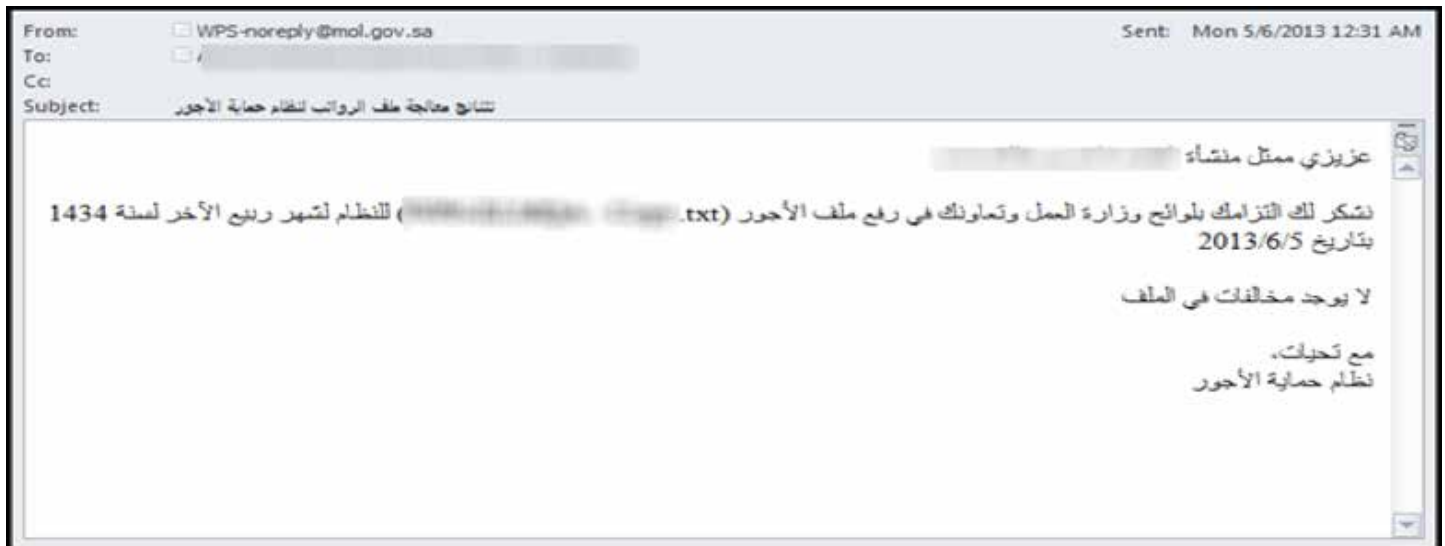 From: WPS-noreply@mol.gov.sa Sent: Mon 5/6/2013 12:31 AM
To:
Cc:
Subject: نتائج معالجة ملف الرواتب لنظام حماية الأجور
عزيزي ممثل منشأة
نشكر لك التزامك بلوائح وزارة العمل وتعاونك في رفع ملف الأجور (txt.) للنظام لشهر ربيع الآخر لسنة 1434
بتاريخ 2013/6/5
لا يوجد مخالفات في الملف
مع تحيات،
نظام حماية الأجور